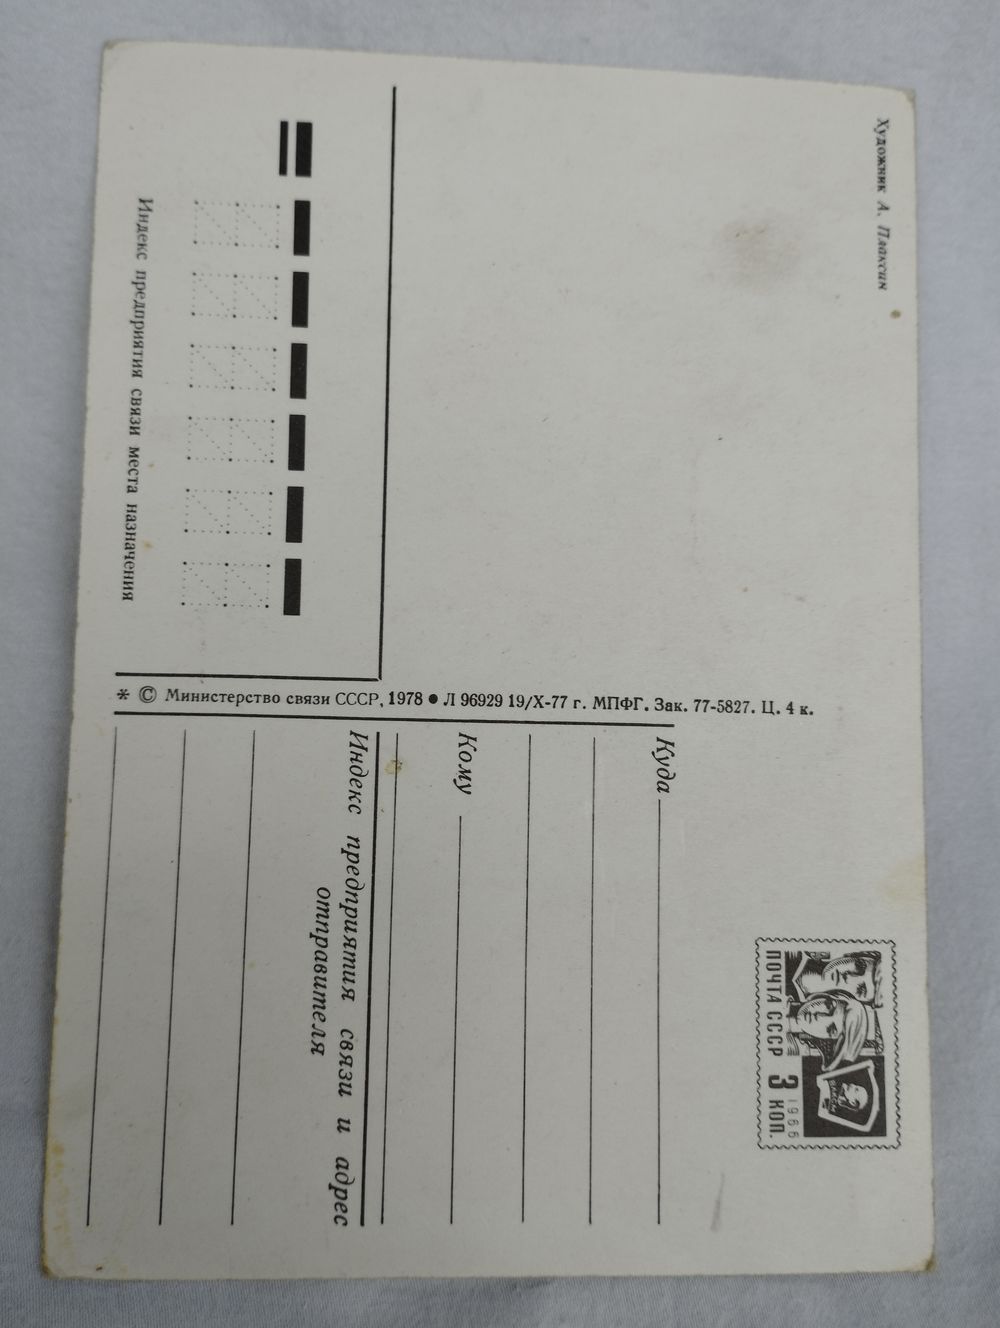 Художник А. Плаксин
Индекс предприятия связи места назначения
* © Министерство связи СССР, 1978 ● Л 96929 19/X-77 г. МПФГ. Зак. 77-5827. Ц. 4 к.
ПОЧТА СССР 3 КОП.
1966
ВЛКСМ
Куда
Кому
Индекс предприятия связи и адрес
отправителя